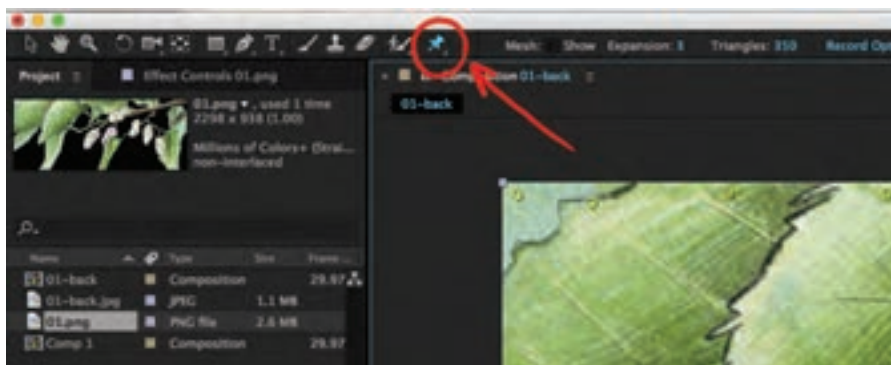 Mesh: Show Expansion: 3 Triangles: 350 Record Op
Project Effect Controls 01.png Composition 01-back
01.png, used 1 time
2298 x 938 (1.00)
01-back
Millions of Colors+ (Strai...
non-interlaced
Name Type Size Frame ...
01-back Composition 29.97
01-back.jpg JPEG 1.1 MB
01.png PNG file 2.6 MB
Comp 1 Composition 29.97